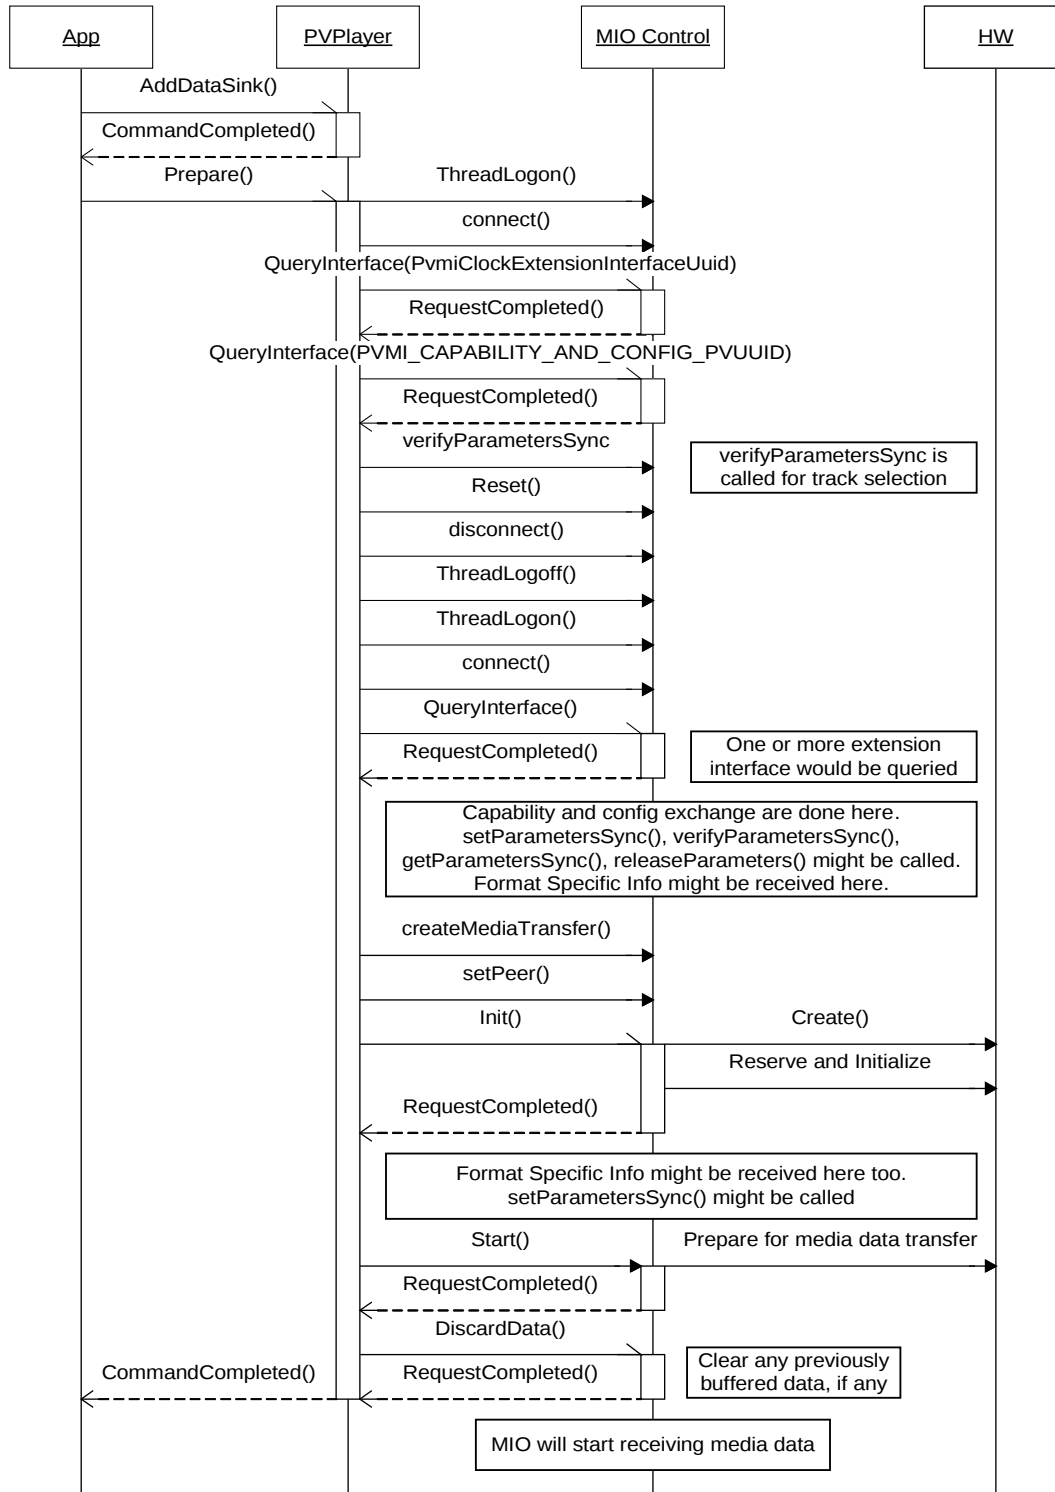 App
PVPlayer
MIO Control
HW
AddDataSink()
CommandCompleted()
Prepare()
ThreadLogon()
connect()
QueryInterface(PvmiClockExtensionInterfaceUuid)
RequestCompleted()
QueryInterface(PVMI_CAPABILITY_AND_CONFIG_PVUUID)
RequestCompleted()
verifyParametersSync
verifyParametersSync is
called for track selection
Reset()
disconnect()
ThreadLogoff()
ThreadLogon()
connect()
QueryInterface()
RequestCompleted()
One or more extension
interface would be queried
Capability and config exchange are done here.
setParametersSync(), verifyParametersSync(),
getParametersSync(), releaseParameters() might be called.
Format Specific Info might be received here.
createMediaTransfer()
setPeer()
Init()
Create()
Reserve and Initialize
RequestCompleted()
Format Specific Info might be received here too.
setParametersSync() might be called
Start()
Prepare for media data transfer
RequestCompleted()
DiscardData()
CommandCompleted()
RequestCompleted()
Clear any previously
buffered data, if any
MIO will start receiving media data